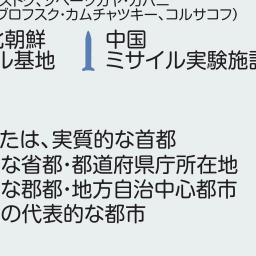 ストク、ツヘークカヤ・カバニ
プロフスク・カムチャツキー、コルサコフ)
北朝鮮
ル基地
中国
ミサイル実験施設
たは、実質的な首都
な省都・都道府県庁所在地
な郡都・地方自治中心都市
の代表的な都市